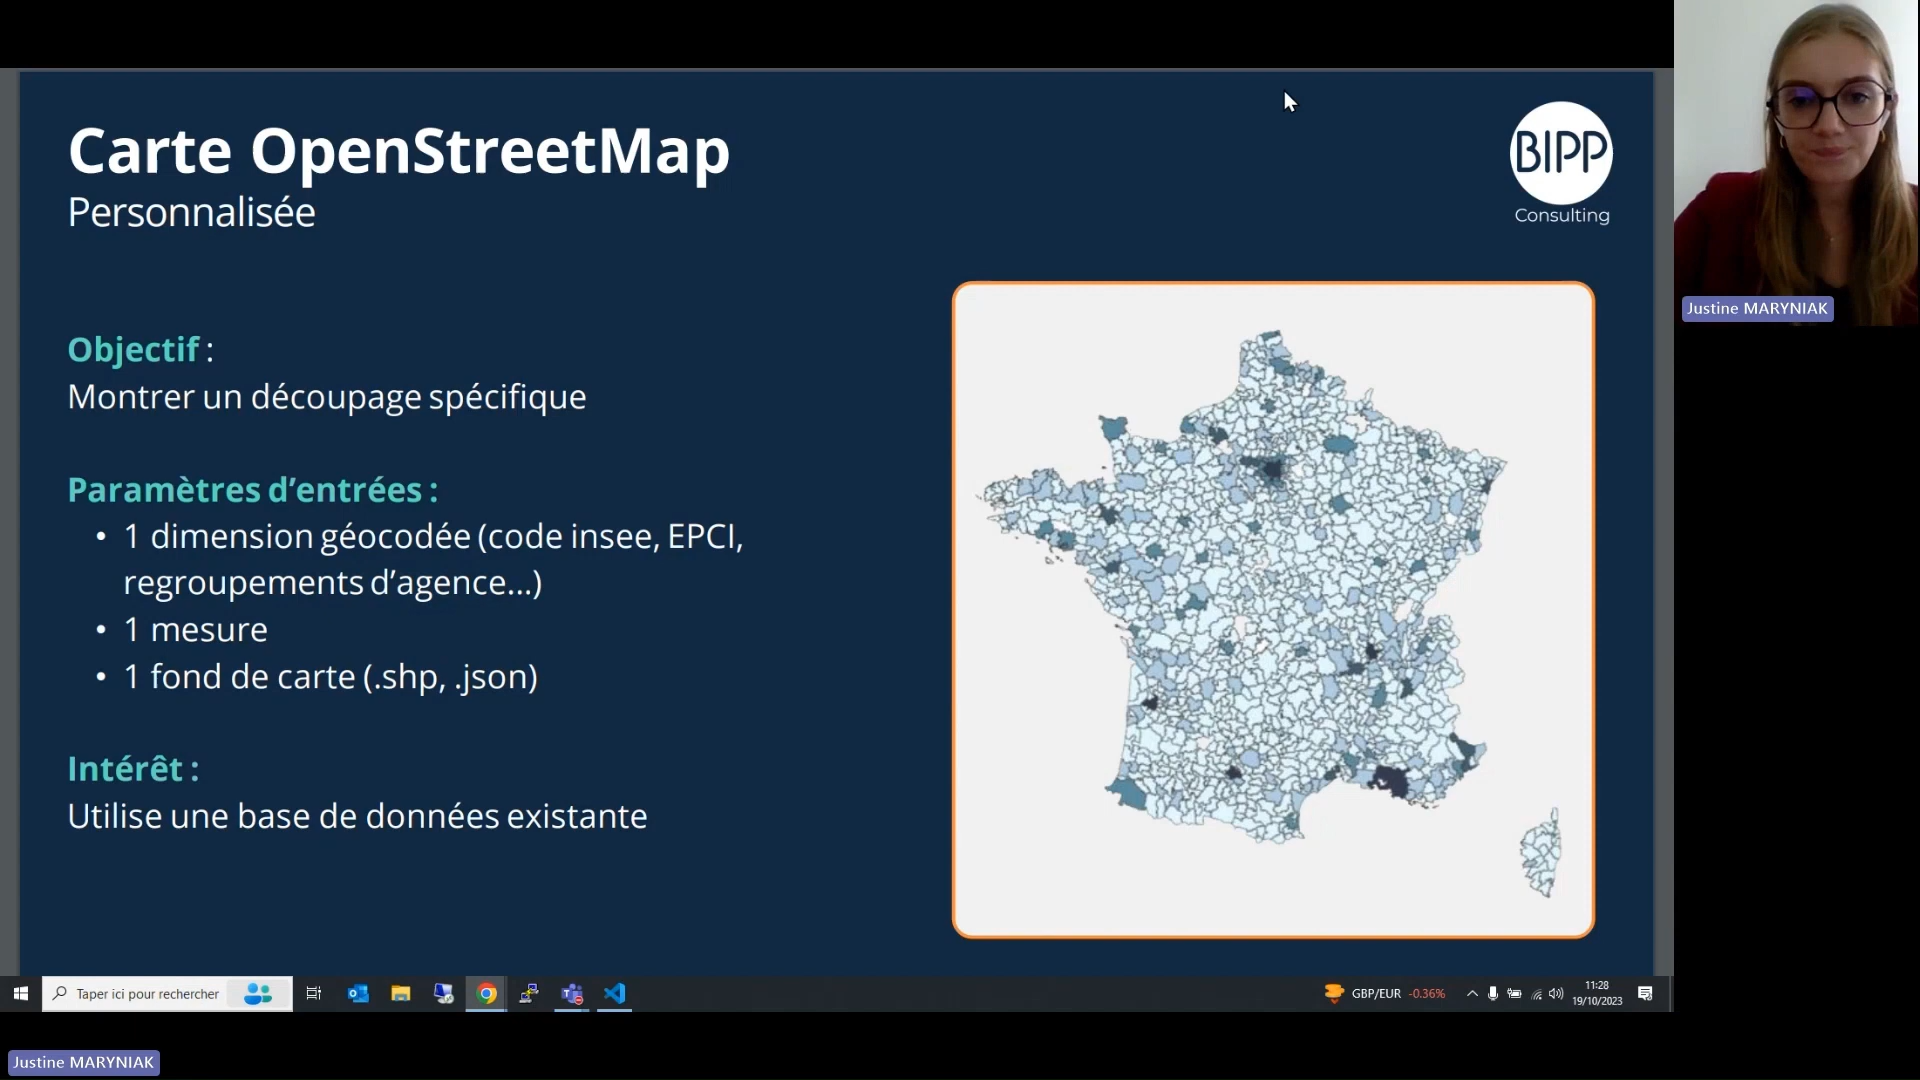 Carte OpenStreetMap
Personnalisée
BIPP
Consulting
Justine MARYNIAK
Objectif :
Montrer un découpage spécifique
Paramètres d’entrées :
• 1 dimension géocodée (code insee, EPCI,
regroupements d’agence...)
• 1 mesure
• 1 fond de carte (.shp, .json)
Intérêt :
Utilise une base de données existante
Taper ici pour rechercher
GBP/EUR -0.36%
11:28
19/10/2023
Justine MARYNIAK